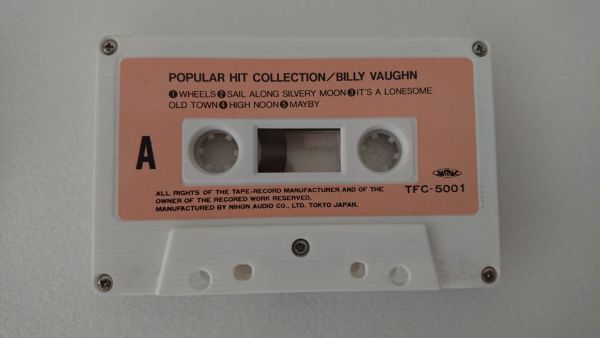 POPULAR HIT COLLECTION/BILLY VAUGHN
❶WHEELS❷SAIL ALONG SILVERY MOON❸IT'S A LONESOME
OLD TOWN❹HIGH NOON❺MAYBY
A
ALL RIGHTS OF THE TAPE-RECORD MANUFACTURER AND OF THE
OWNER OF THE RECORED WORK RESERVED.
MANUFACTURED BY NIHON AUDIO CO., LTD. TOKYO JAPAN.
TFC-5001